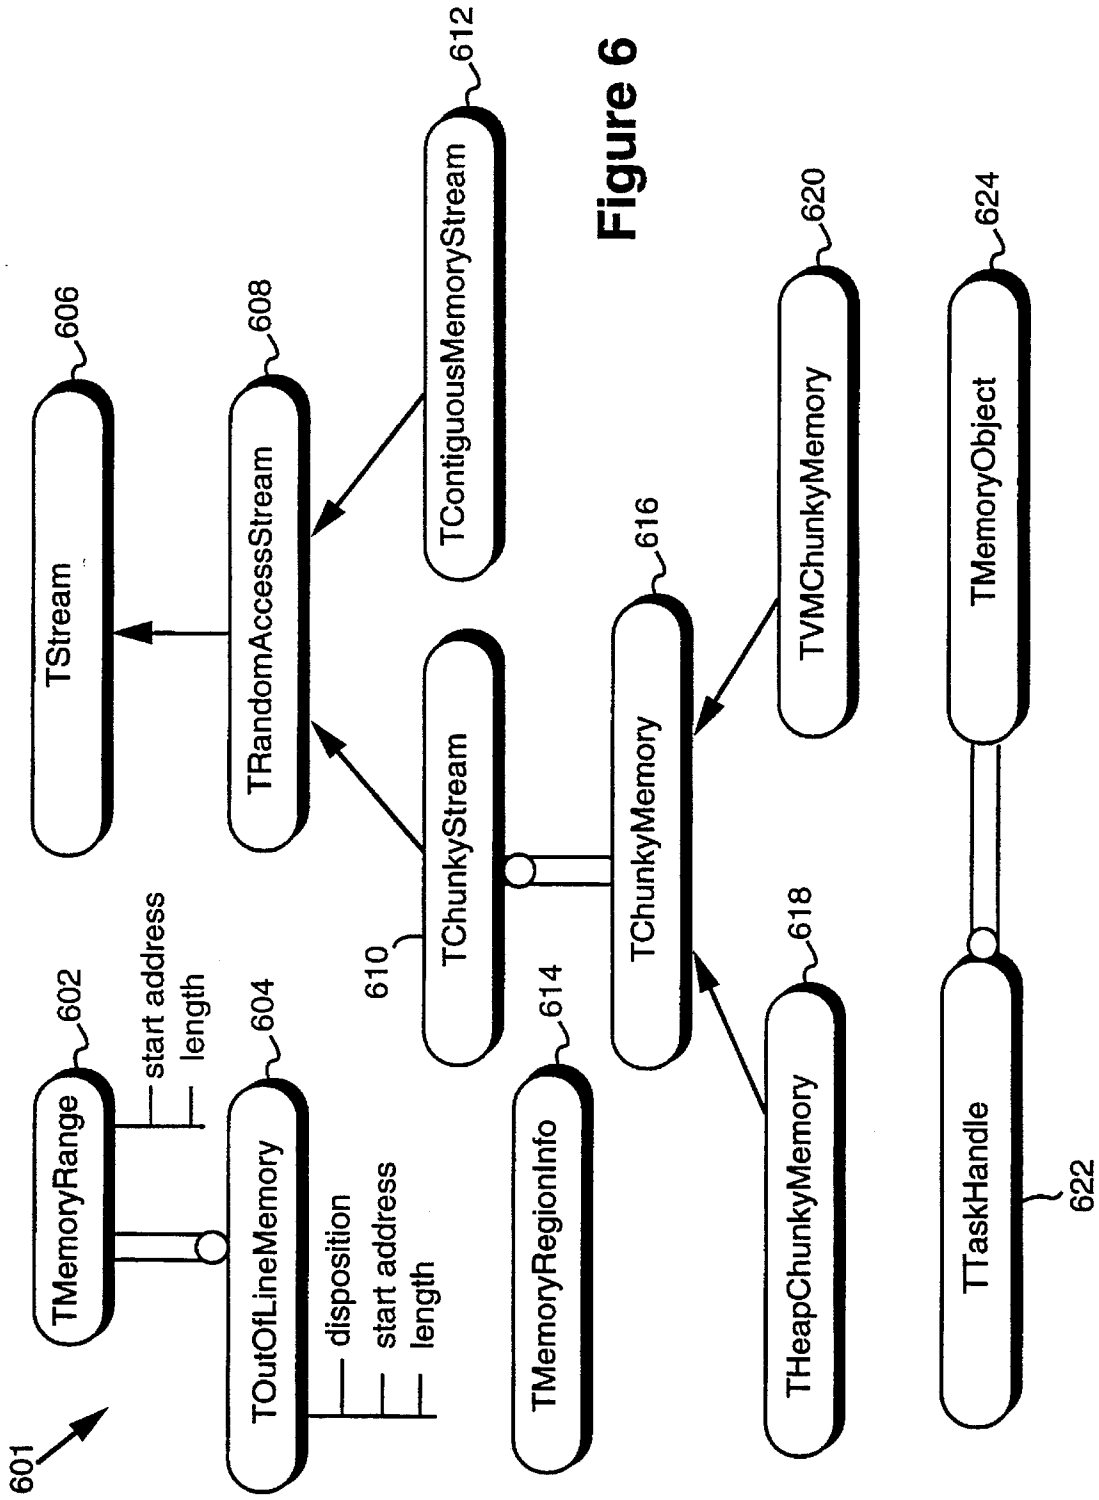 601
TMemoryRange
602
start address
length
TStream
606
TOutOfLineMemory
604
disposition
start address
length
TRandomAccessStream
608
610
TChunkyStream
TContiguousMemoryStream
612
TMemoryRegionInfo
614
TChunkyMemory
616
Figure 6
THeapChunkyMemory
618
TVMChunkyMemory
620
TTaskHandle
622
TMemoryObject
624